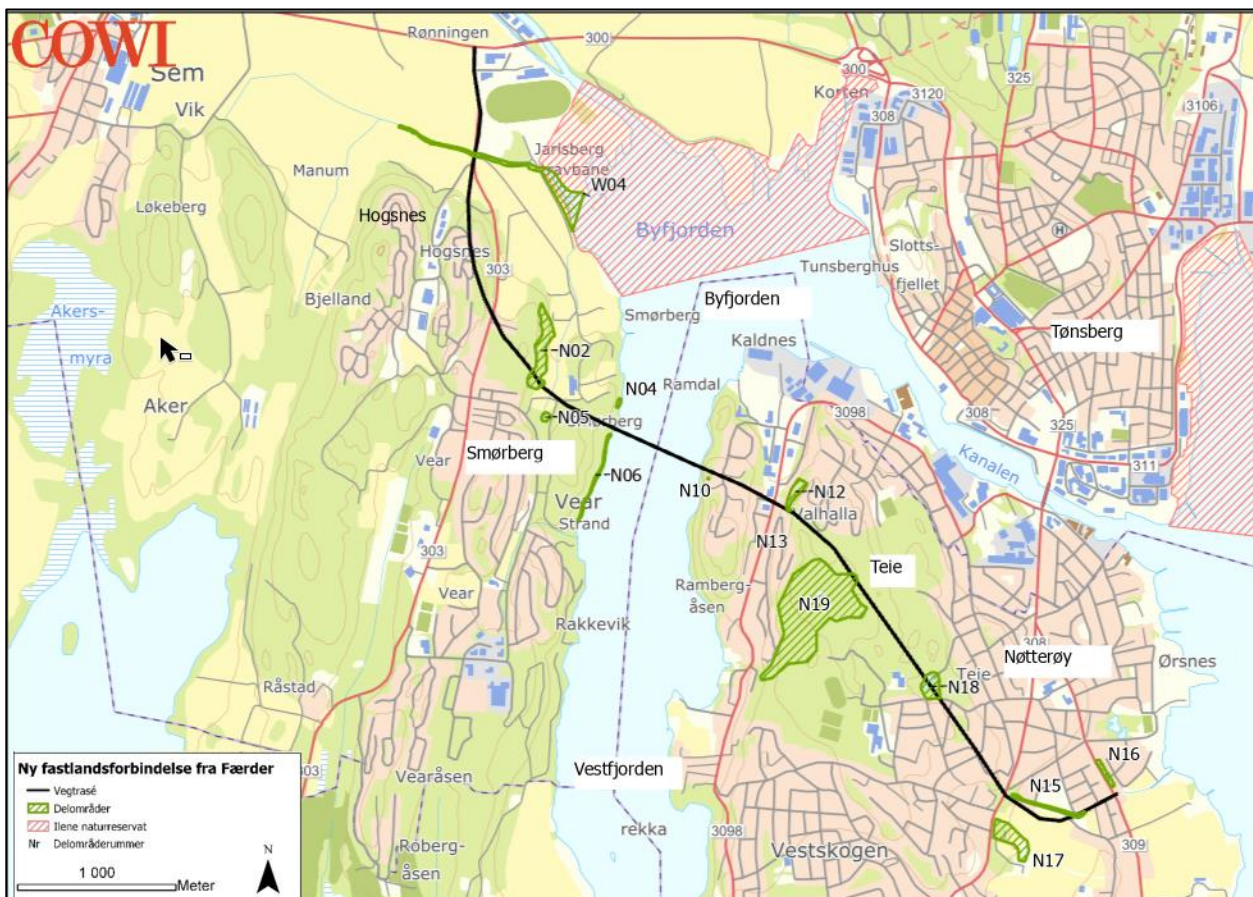 COWI
Rønningen
300
300
325
Sem
Vik
Korten
3120
308
3106
Jarlsberg
travbane
Manum
W04
Løkeberg
Hogsnes
Byfjorden
Hogsnes
303
Slotts-
fjellet
Tunsberghus
Bjelland
Akers-
myra
Byfjorden
Smørberg
Tønsberg
Kaldnes
N02
Aker
N04
Ramdal
N05
Smørberg
3098
308
325
Kanalen
311
Vear
Smørberg
N06
N10
N12
Vear
Strand
Valhalla
303
N13
Teie
Ramberg-
åsen
Vear
N19
Rakkevik
308
Nøtterøy
Ørsnes
Teie
Råstad
N18
Ny fastlandsforbindelse fra Færder
303
Vestfjorden
N16
Vegtrasé
Vearåsen
N15
Delområder
Ilene naturreservat
rekka
3098
Nr Delområderummer
Roberg-
åsen
Vestskogen
N17
309
N
1 000
Meter